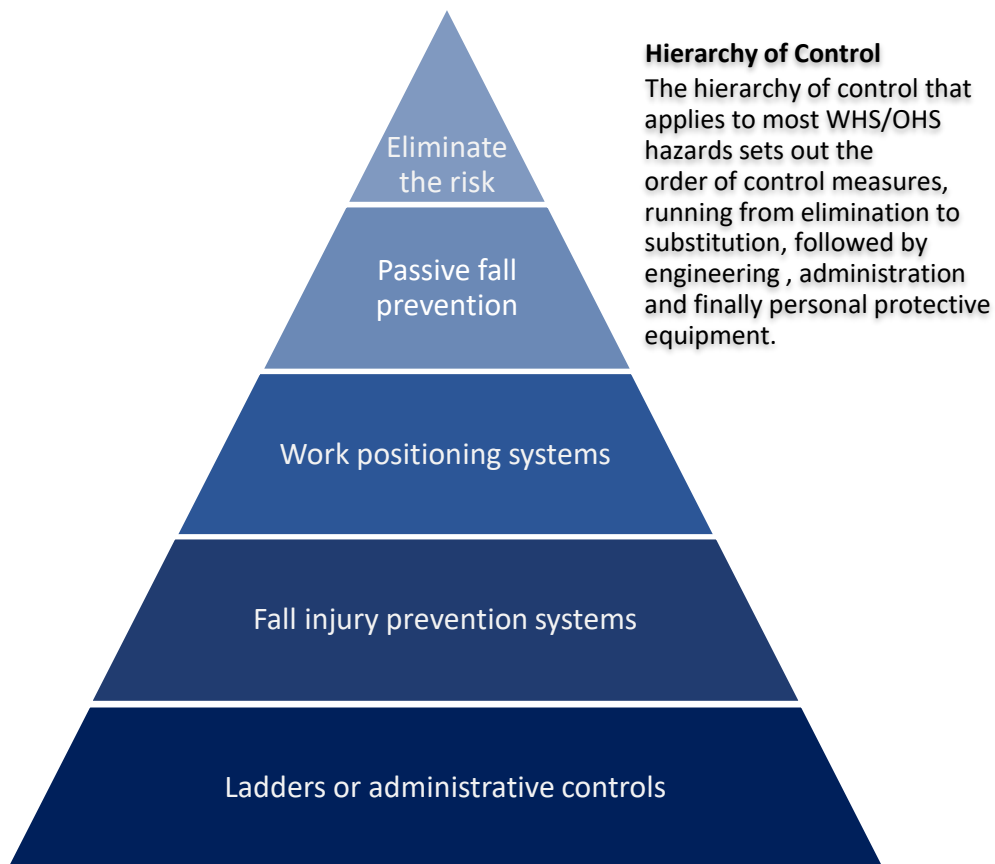 Eliminate
the risk
Passive fall
prevention
Work positioning systems
Fall injury prevention systems
Ladders or administrative controls
Hierarchy of Control
The hierarchy of control that
applies to most WHS/OHS
hazards sets out the
order of control measures,
running from elimination to
substitution, followed by
engineering , administration
and finally personal protective
equipment.